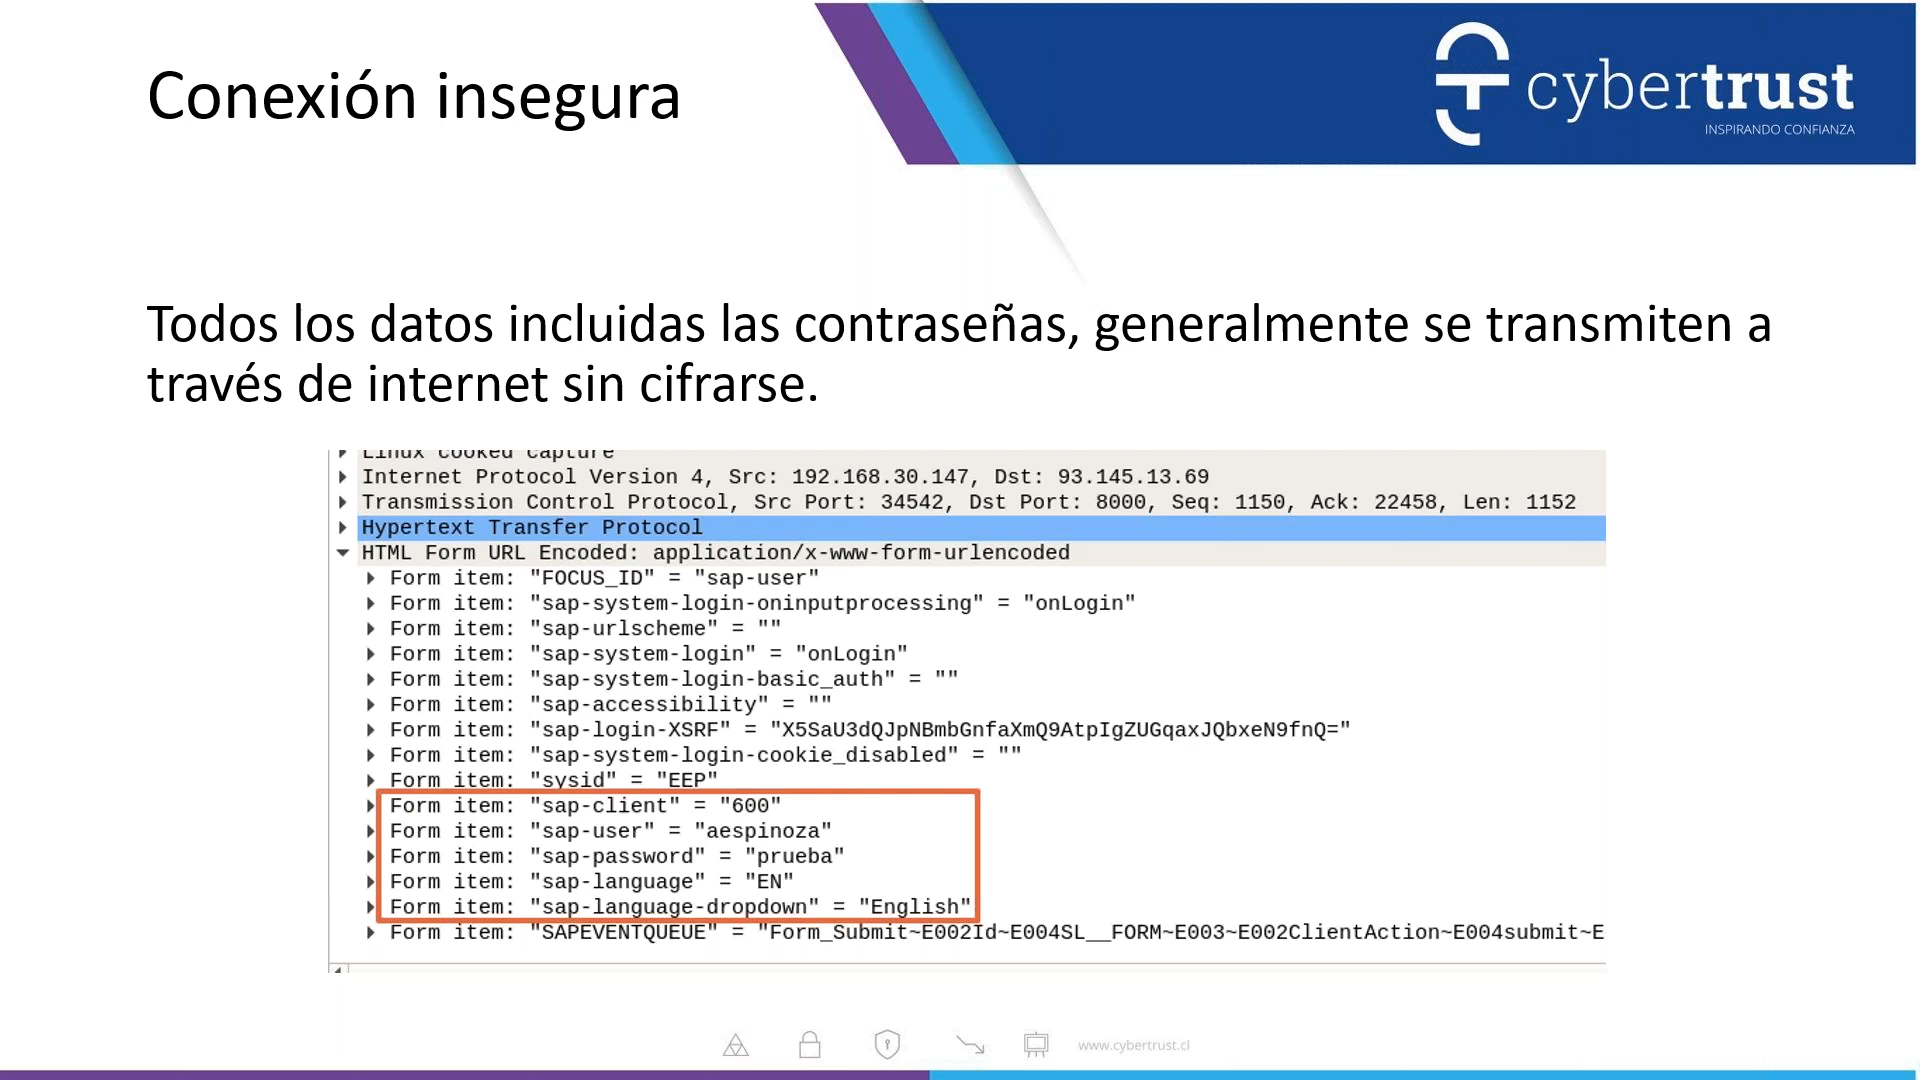 Conexión insegura
cybertrust
INSPIRANDO CONFIANZA
Todos los datos incluidas las contraseñas, generalmente se transmiten a
través de internet sin cifrarse.
Linux cooked capture
Internet Protocol Version 4, Src: 192.168.30.147, Dst: 93.145.13.69
Transmission Control Protocol, Src Port: 34542, Dst Port: 8000, Seq: 1150, Ack: 22458, Len: 1152
Hypertext Transfer Protocol
HTML Form URL Encoded: application/x-www-form-urlencoded
Form item: "FOCUS_ID" = "sap-user"
Form item: "sap-system-login-oninputprocessing" = "onLogin"
Form item: "sap-urlscheme" = ""
Form item: "sap-system-login" = "onLogin"
Form item: "sap-system-login-basic_auth" = ""
Form item: "sap-accessibility" = ""
Form item: "sap-login-XSRF" = "X5SaU3dQJpNBmbGnfaXmQ9AtpIgZUGqaxJQbxeN9fnQ="
Form item: "sap-system-login-cookie_disabled" = ""
Form item: "sysid" = "EEP"
Form item: "sap-client" = "600"
Form item: "sap-user" = "aespinoza"
Form item: "sap-password" = "prueba"
Form item: "sap-language" = "EN"
Form item: "sap-language-dropdown" = "English"
Form item: "SAPEVENTQUEUE" = "Form_Submit~E002Id~E004SL__FORM~E003~E002ClientAction~E004submit~E
www.cybertrust.cl